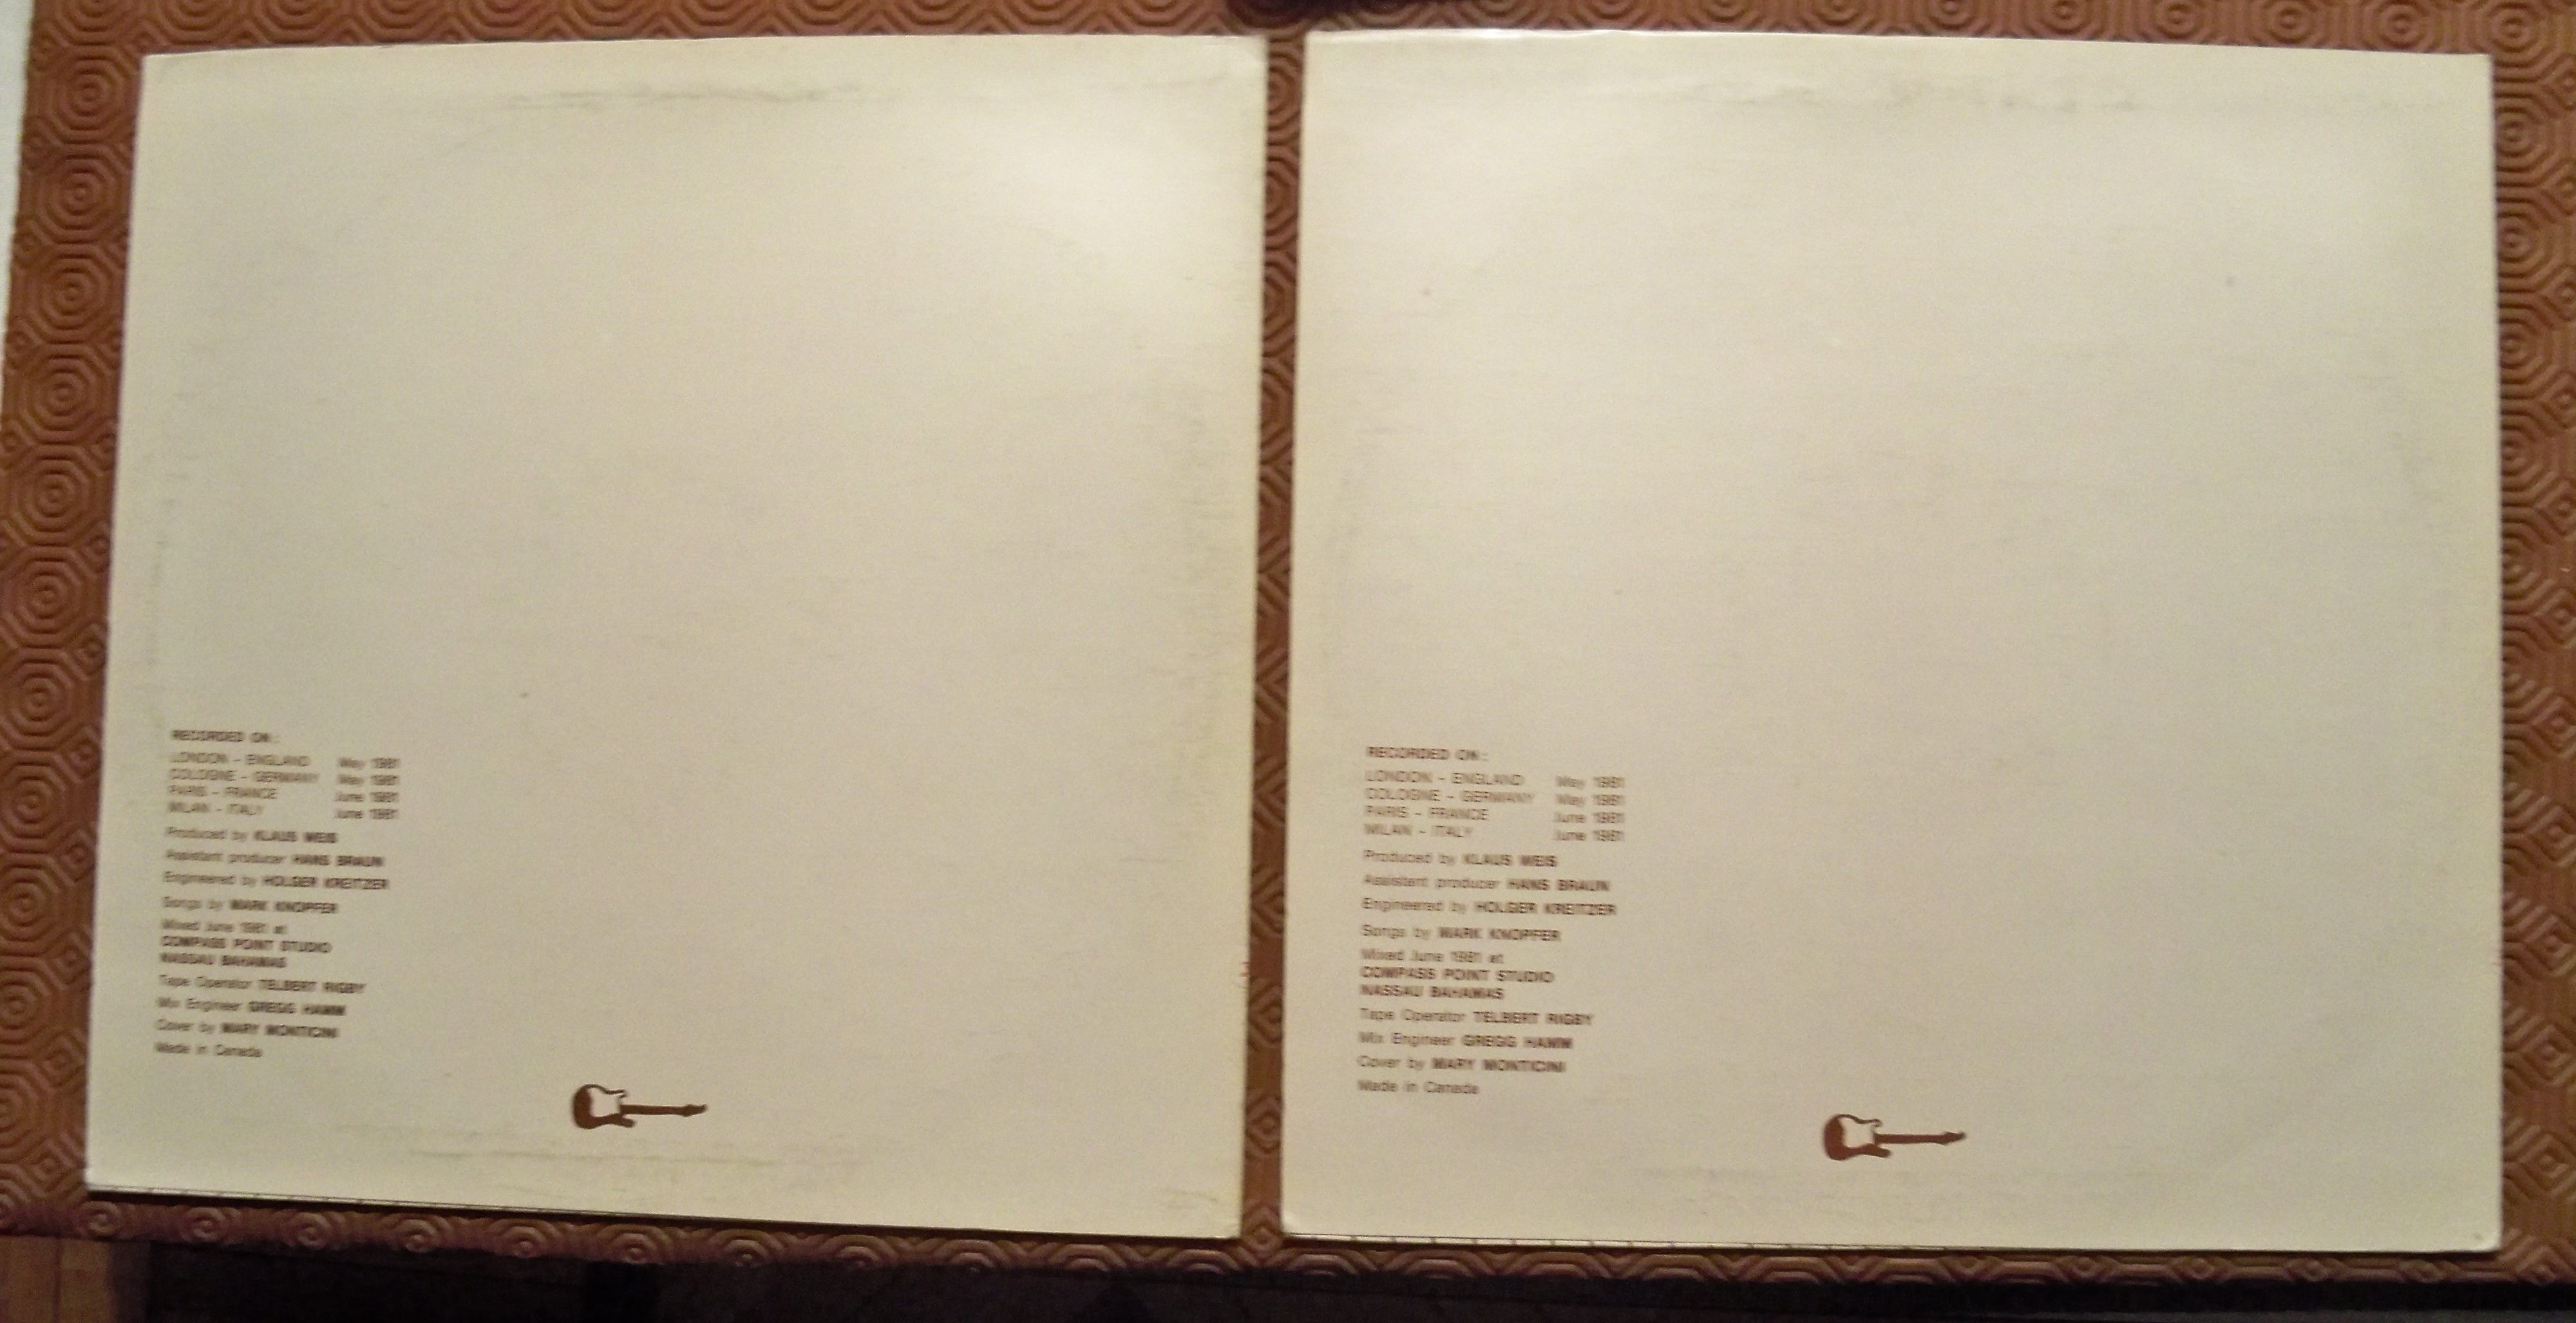 RECORDED ON:
LONDON - ENGLAND May 1981
COLOGNE - GERMANY May 1981
PARIS - FRANCE June 1981
MILAN - ITALY June 1981
Produced by KLAUS WEIS
Assistant producer HANS BRAUN
Engineered by HOLGER KREITZER
Songs by MARK KNOPFER
Mixed June 1981 at
COMPASS POINT STUDIO
NASSAU BAHAMAS
Tape Operator TELBERT RIGBY
Mix Engineer GREGG HAMM
Cover by MARY MONTICINI
Made in Canada
RECORDED ON:
LONDON - ENGLAND May 1981
COLOGNE - GERMANY May 1981
PARIS - FRANCE June 1981
MILAN - ITALY June 1981
Produced by KLAUS WEIS
Assistant producer HANS BRAUN
Engineered by HOLGER KREITZER
Songs by MARK KNOPFER
Mixed June 1981 at
COMPASS POINT STUDIO
NASSAU BAHAMAS
Tape Operator TELBERT RIGBY
Mix Engineer GREGG HAMM
Cover by MARY MONTICINI
Made in Canada